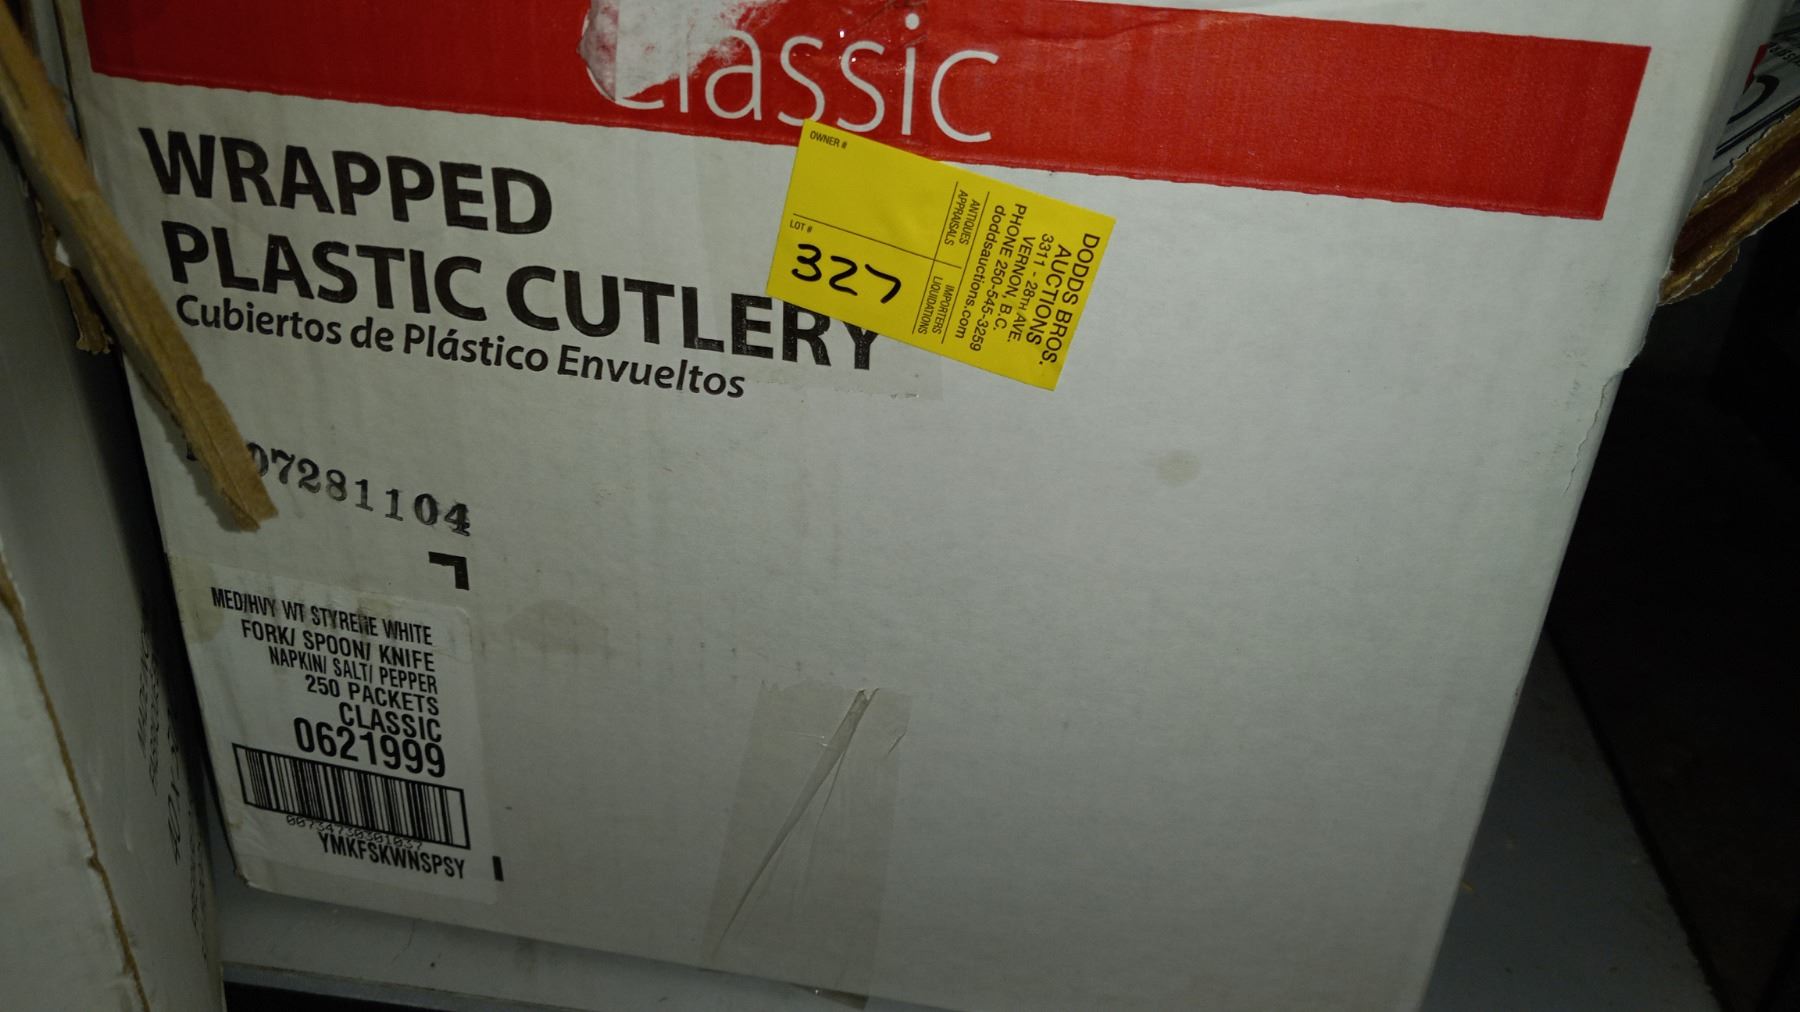 Classic
WRAPPED
PLASTIC CUTLERY
Cubiertos de Plástico Envueltos
OWNER #
LOT #
327
ANTIQUES
APPRAISALS
IMPORTERS
LIQUIDATIONS
DODDS BROS.
AUCTIONS
3311 - 28TH AVE.
VERNON, B.C.
PHONE 250-545-3259
doddsauctions.com
07281104
MED/HVY WT STYRENE WHITE
FORK/ SPOON/ KNIFE
NAPKIN/ SALT/ PEPPER
250 PACKETS
CLASSIC
0621999
YMKFSKWNSPSY